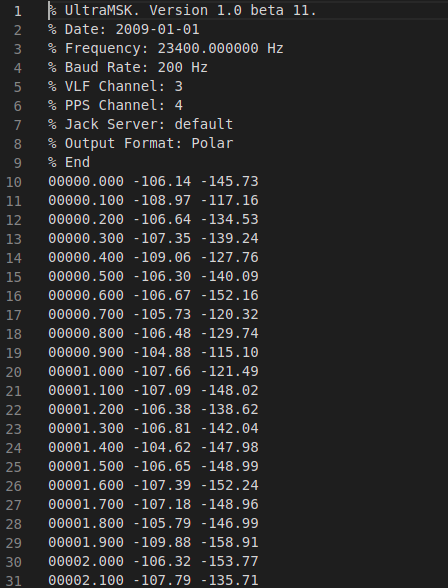 1 % UltraMSK. Version 1.0 beta 11.
2 % Date: 2009-01-01
3 % Frequency: 23400.000000 Hz
4 % Baud Rate: 200 Hz
5 % VLF Channel: 3
6 % PPS Channel: 4
7 % Jack Server: default
8 % Output Format: Polar
9 % End
10 00000.000 -106.14 -145.73
11 00000.100 -108.97 -117.16
12 00000.200 -106.64 -134.53
13 00000.300 -107.35 -139.24
14 00000.400 -109.06 -127.76
15 00000.500 -106.30 -140.09
16 00000.600 -106.67 -152.16
17 00000.700 -105.73 -120.32
18 00000.800 -106.48 -129.74
19 00000.900 -104.88 -115.10
20 00001.000 -107.66 -121.49
21 00001.100 -107.09 -148.02
22 00001.200 -106.38 -138.62
23 00001.300 -106.81 -142.04
24 00001.400 -104.62 -147.98
25 00001.500 -106.65 -148.99
26 00001.600 -107.39 -152.24
27 00001.700 -107.18 -148.96
28 00001.800 -105.79 -146.99
29 00001.900 -109.88 -158.91
30 00002.000 -106.32 -153.77
31 00002.100 -107.79 -135.71